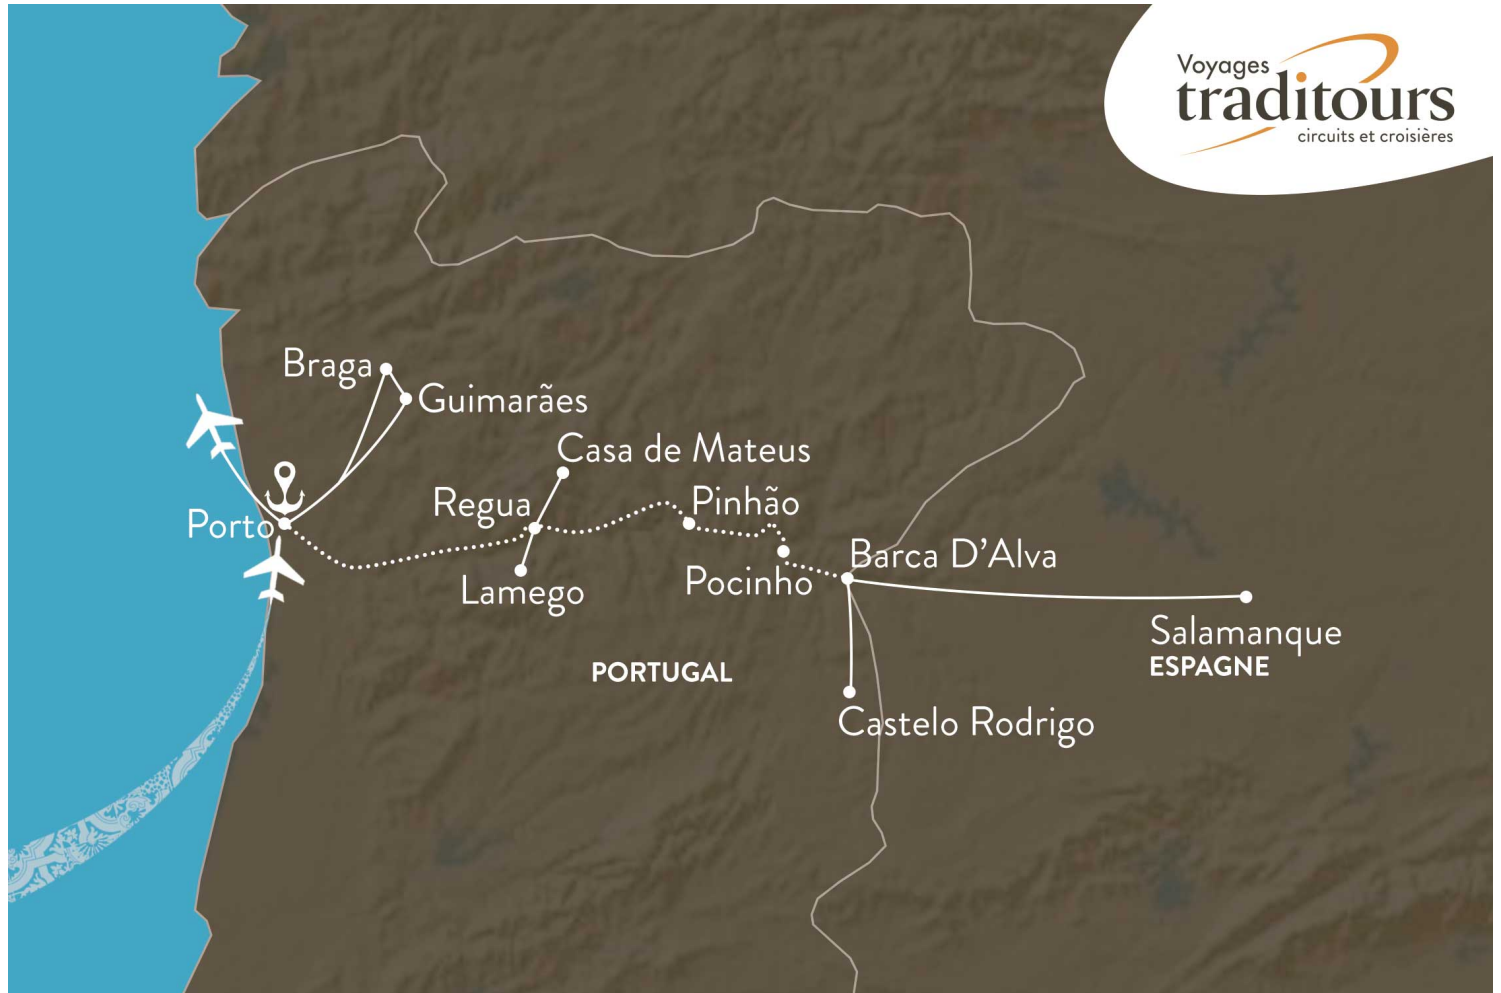 Voyages
traditours
circuits et croisières
Braga
Guimarães
Casa de Mateus
Regua
Pinhão
Porto
Barca D'Alva
Pocinho
Lamego
Salamanque
ESPAGNE
PORTUGAL
Castelo Rodrigo